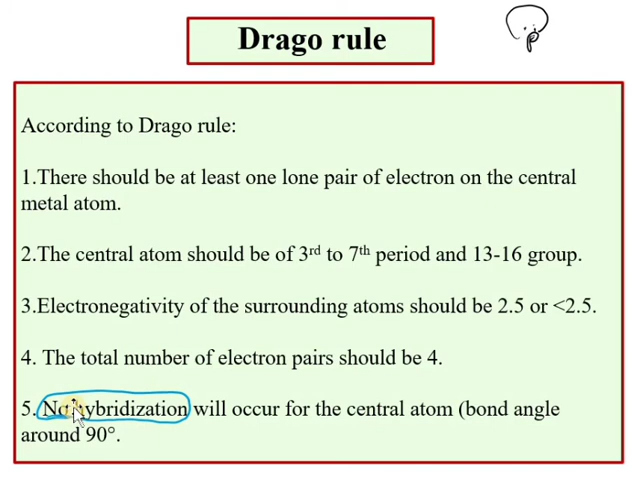 Drago rule
According to Drago rule:
1.There should be at least one lone pair of electron on the central
metal atom.
2.The central atom should be of 3rd to 7th period and 13-16 group.
3.Electronegativity of the surrounding atoms should be 2.5 or <2.5.
4. The total number of electron pairs should be 4.
5. No hybridization will occur for the central atom (bond angle
around 90°.